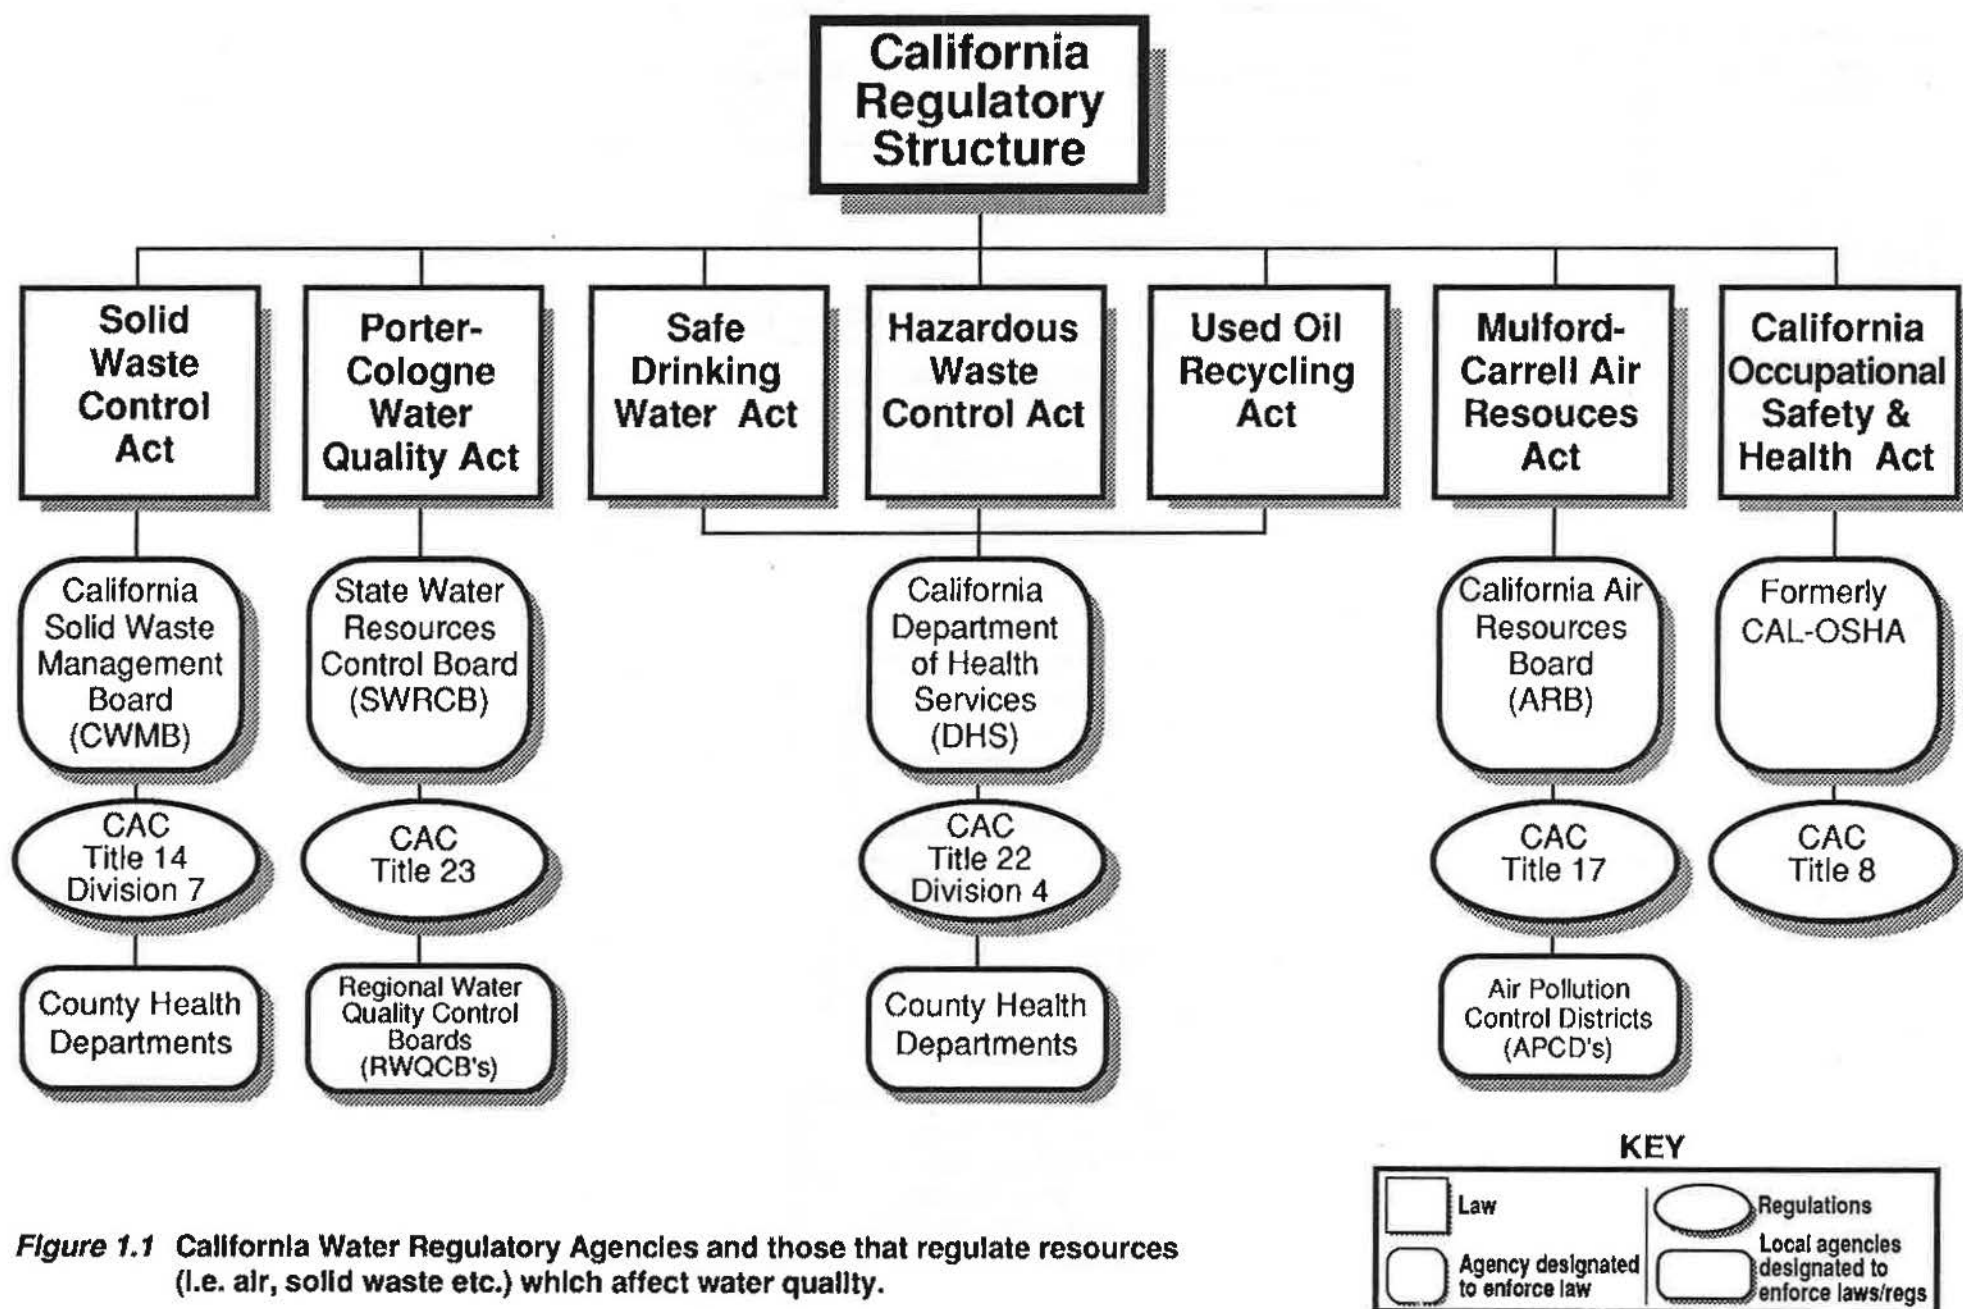 California
Regulatory
Structure
Solid
Waste
Control
Act
Porter-
Cologne
Water
Quality Act
Safe
Drinking
Water Act
Hazardous
Waste
Control Act
Used Oil
Recycling
Act
Mulford-
Carrell Air
Resouces
Act
California
Occupational
Safety &
Health Act
California
Solid Waste
Management
Board
(CWMB)
State Water
Resources
Control Board
(SWRCB)
California
Department
of Health
Services
(DHS)
California Air
Resources
Board
(ARB)
Formerly
CAL-OSHA
CAC
Title 14
Division 7
CAC
Title 23
CAC
Title 22
Division 4
CAC
Title 17
CAC
Title 8
County Health
Departments
Regional Water
Quality Control
Boards
(RWQCB's)
County Health
Departments
Air Pollution
Control Districts
(APCD's)
KEY
Law
Regulations
Agency designated
to enforce law
Local agencies
designated to
enforce laws/regs
Figure 1.1 California Water Regulatory Agencies and those that regulate resources
(i.e. air, solid waste etc.) which affect water quality.